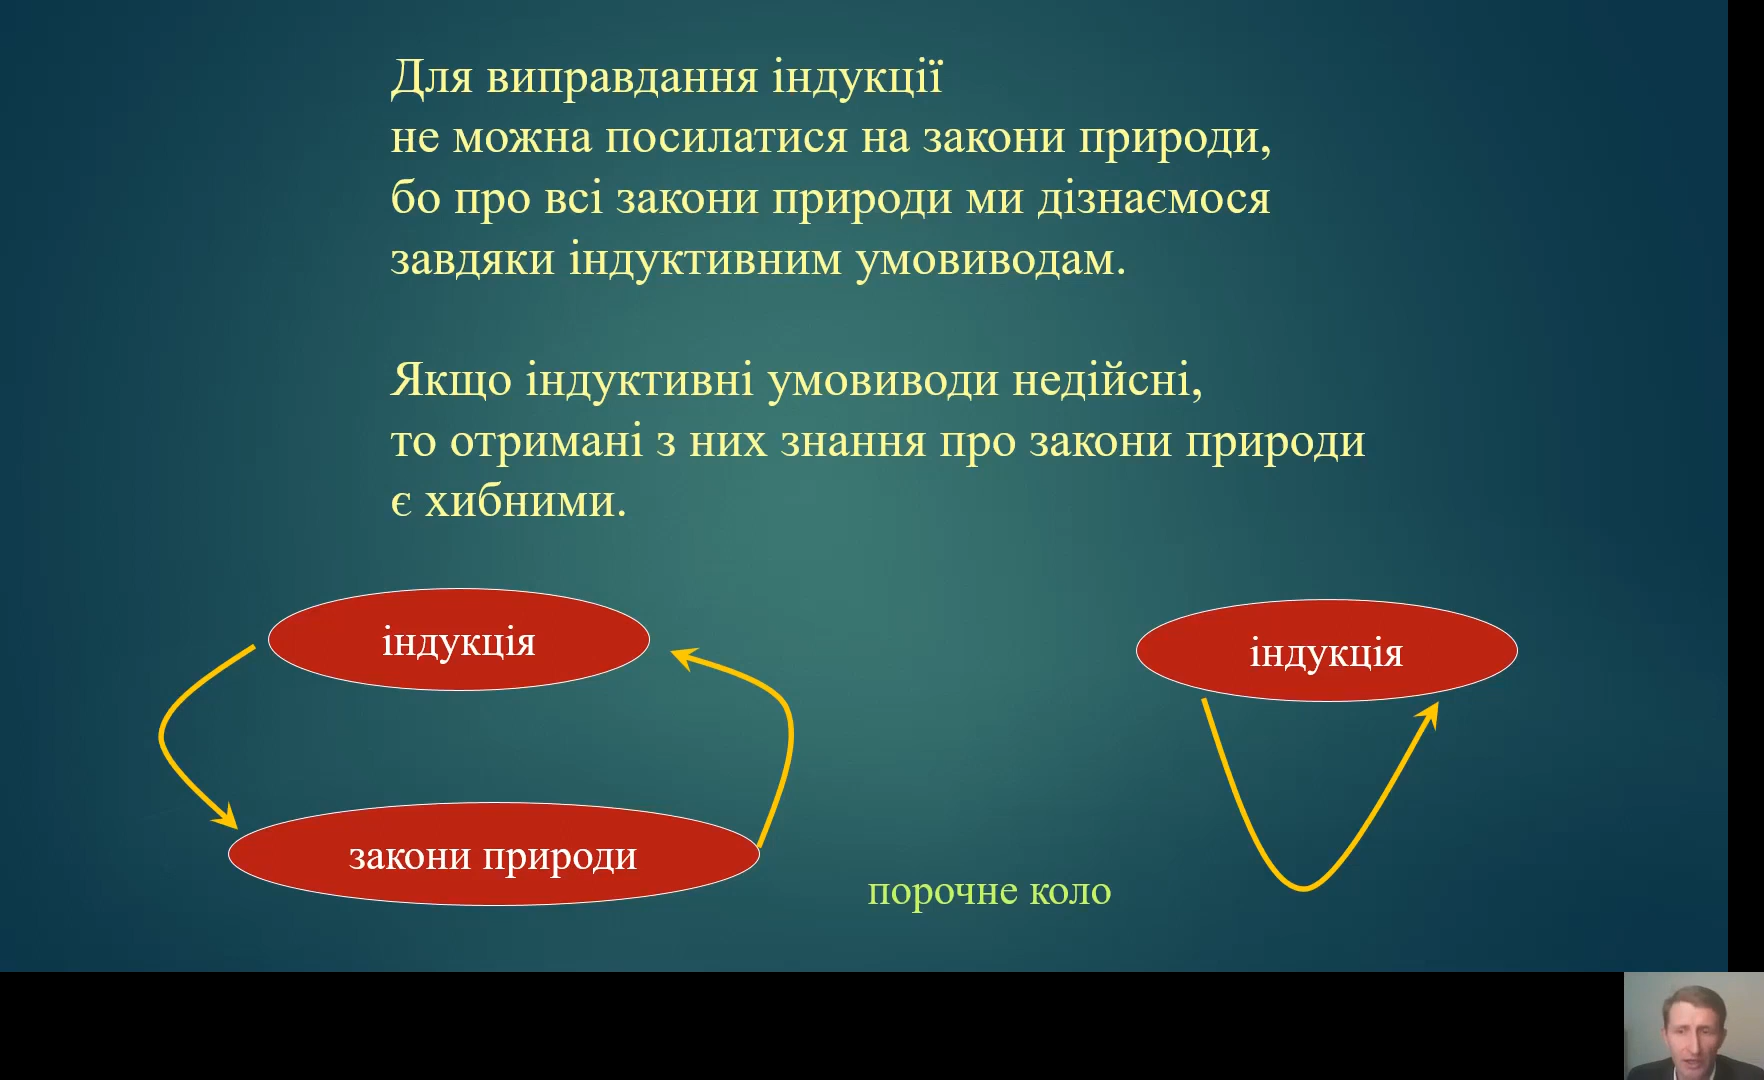 Для виправдання індукції
не можна посилатися на закони природи,
бо про всі закони природи ми дізнаємося
завдяки індуктивним умовиводам.
Якщо індуктивні умовиводи недійсні,
то отримані з них знання про закони природи
є хибними.
індукція
індукція
закони природи
порочне коло